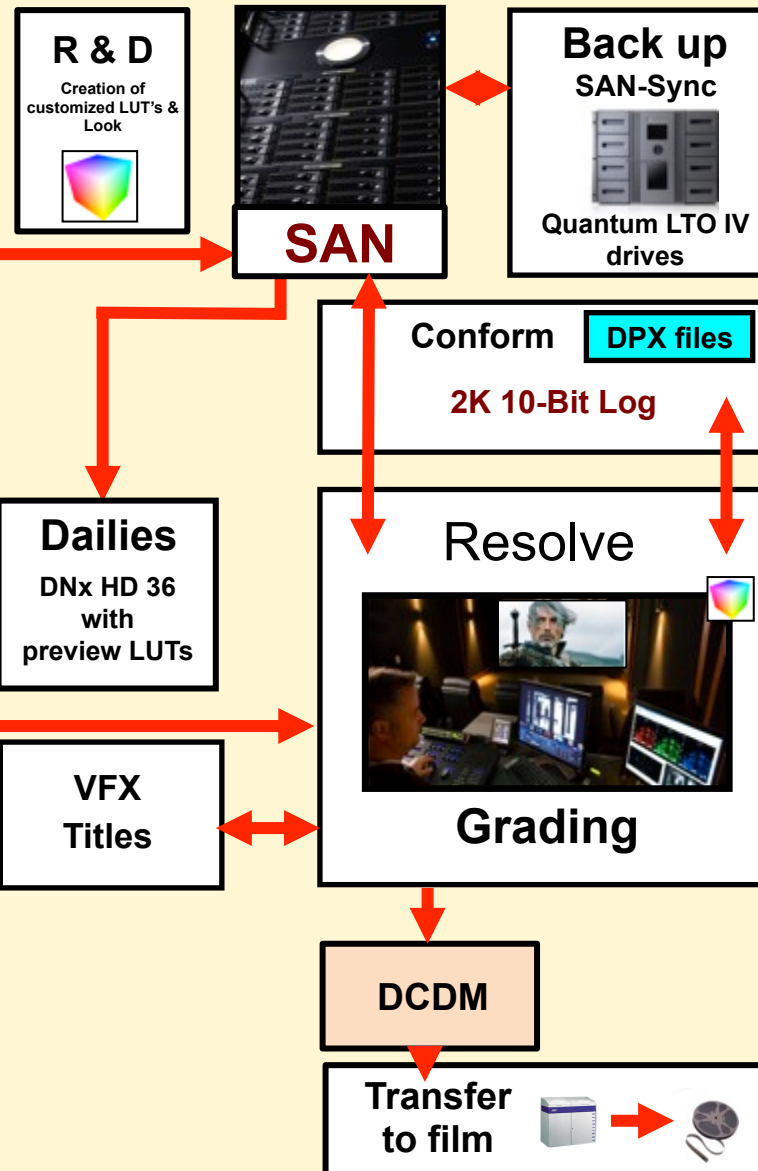 R & D
Creation of
customized LUT's &
Look
SAN
Back up
SAN-Sync
Quantum LTO IV
drives
Conform
DPX files
2K 10-Bit Log
Dailies
DNx HD 36
with
preview LUTs
Resolve
Grading
VFX
Titles
DCDM
Transfer
to film